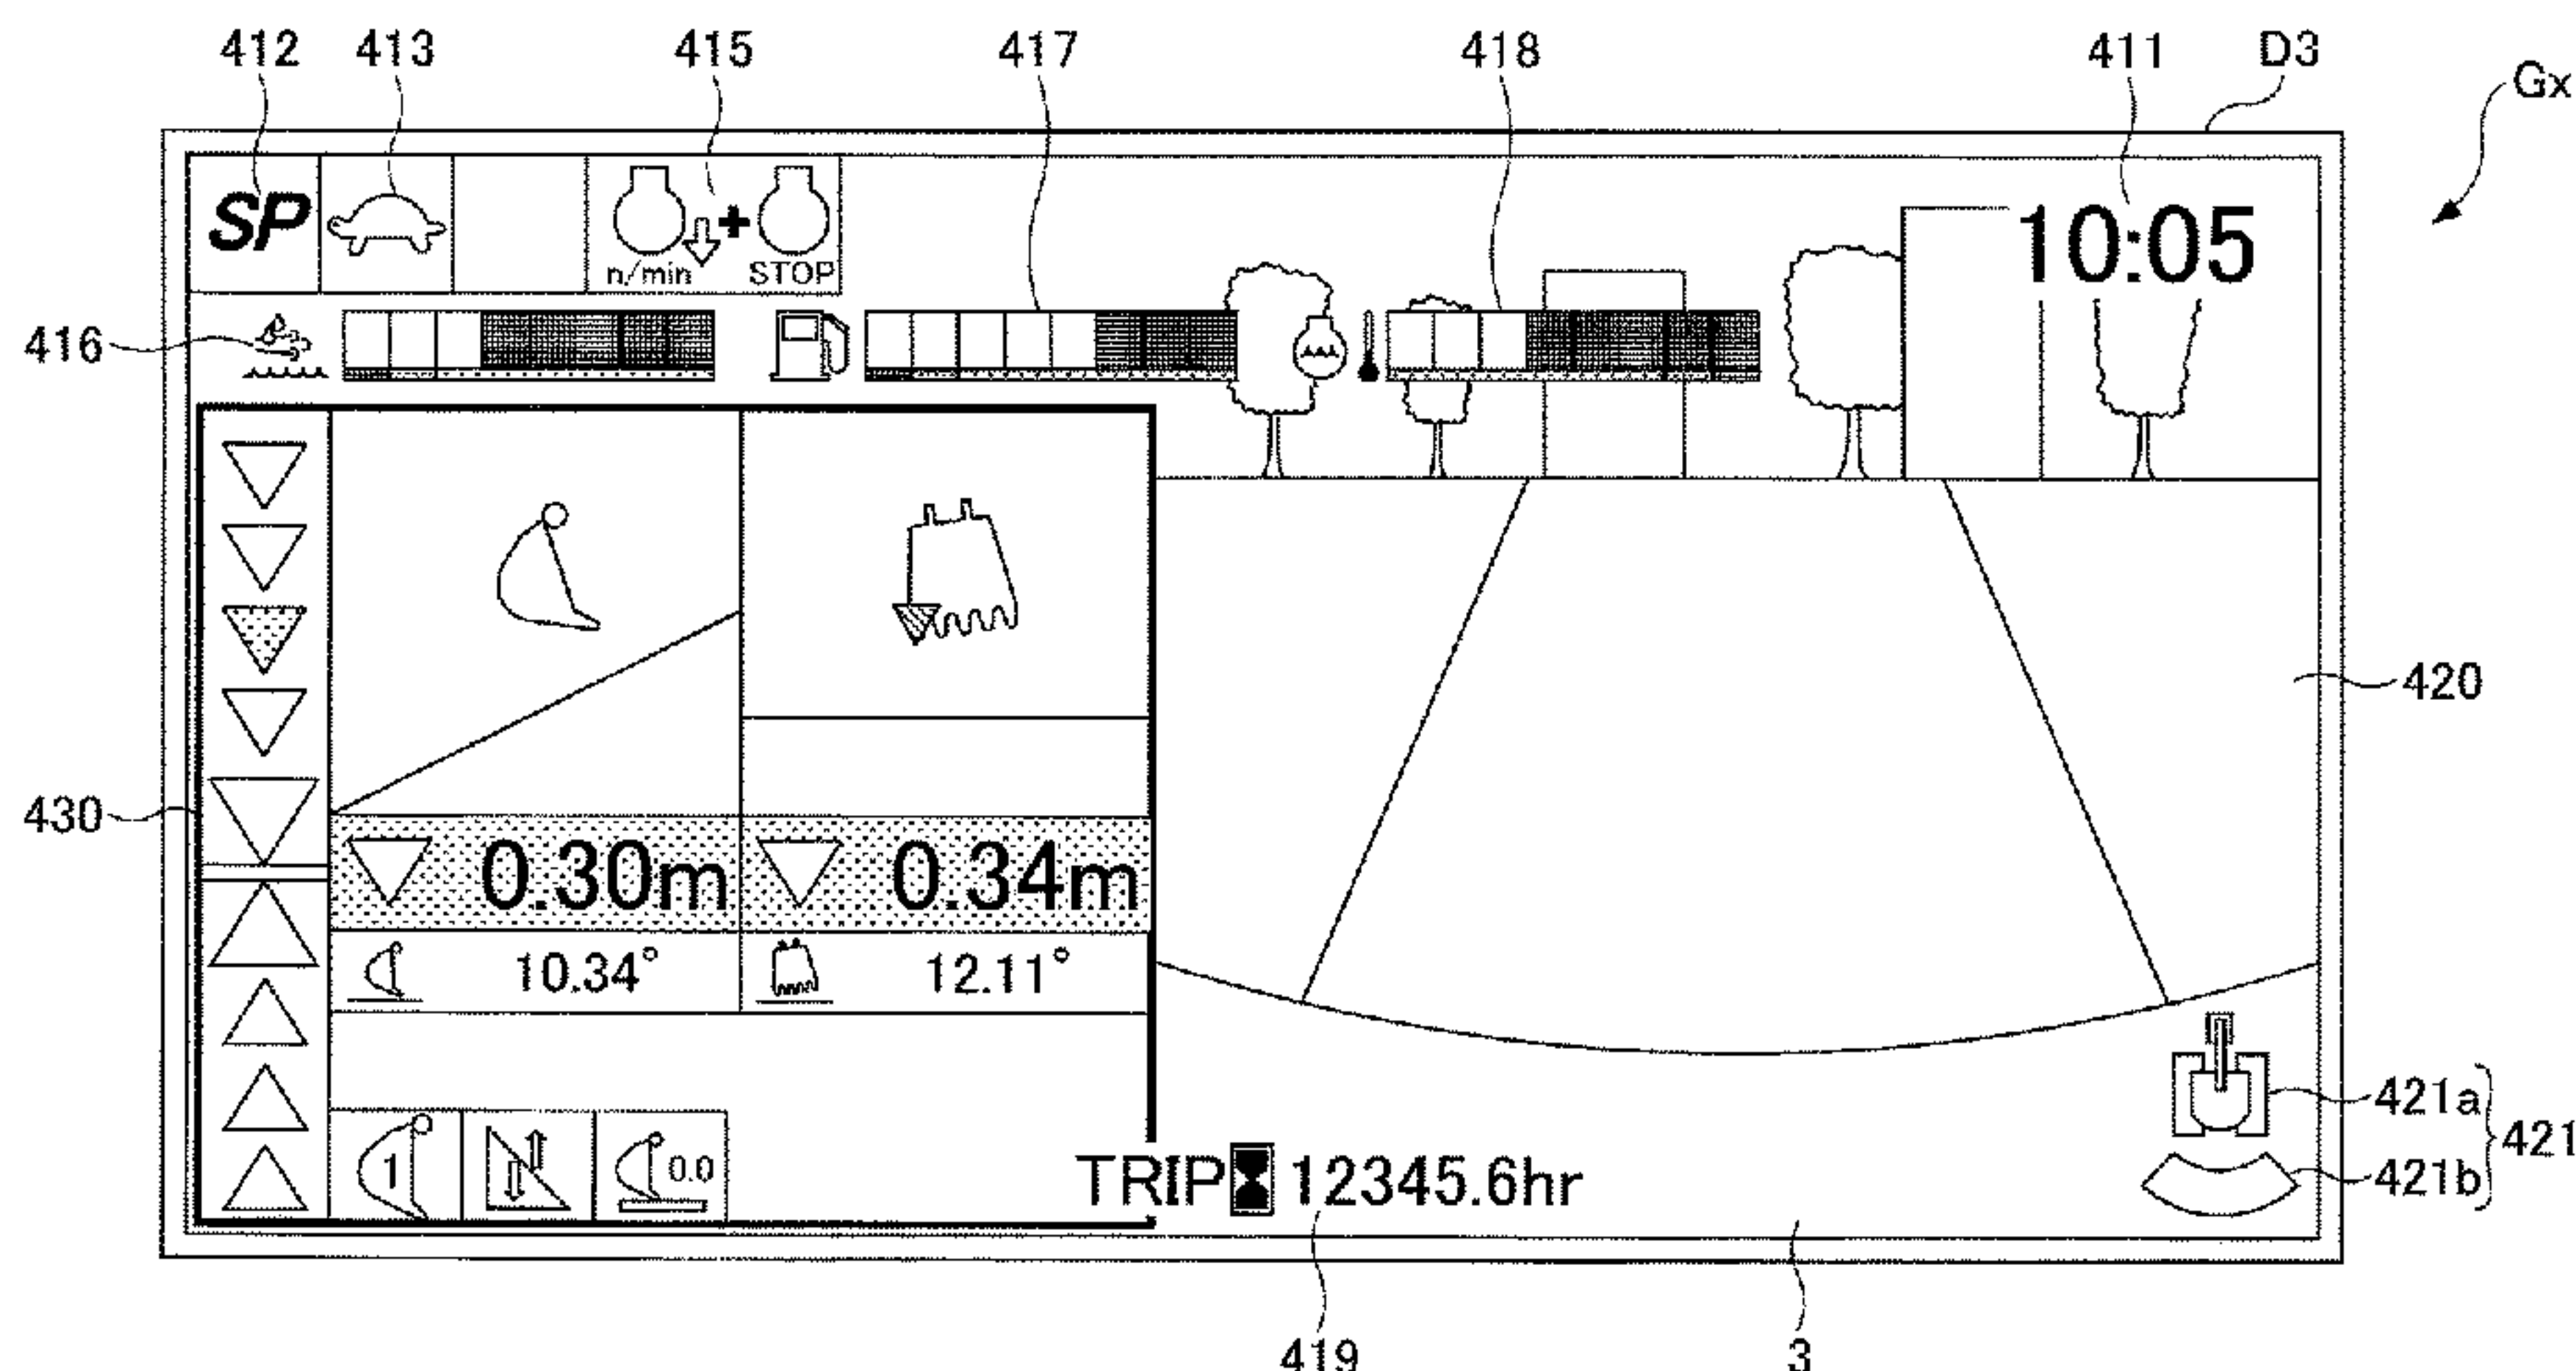 412 413 415 417 418 411 D3
Gx
SP
n/min + STOP
10:05
416
420
430
0.30m 0.34m
10.34° 12.11°
421a
421
421b
1
0.0
TRIP 12345.6hr
419 3